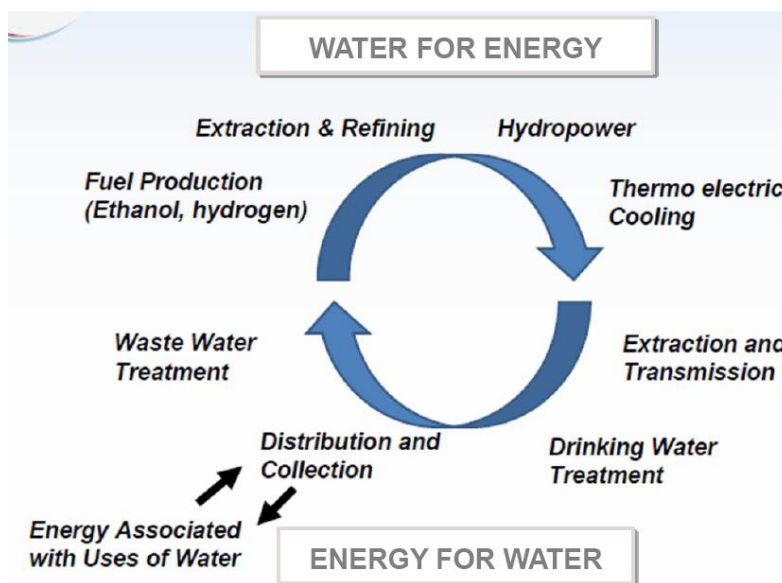 WATER FOR ENERGY
Extraction & Refining
Hydropower
Fuel Production
(Ethanol, hydrogen)
Thermo electric
Cooling
Waste Water
Treatment
Extraction and
Transmission
Distribution and
Collection
Drinking Water
Treatment
Energy Associated
with Uses of Water
ENERGY FOR WATER